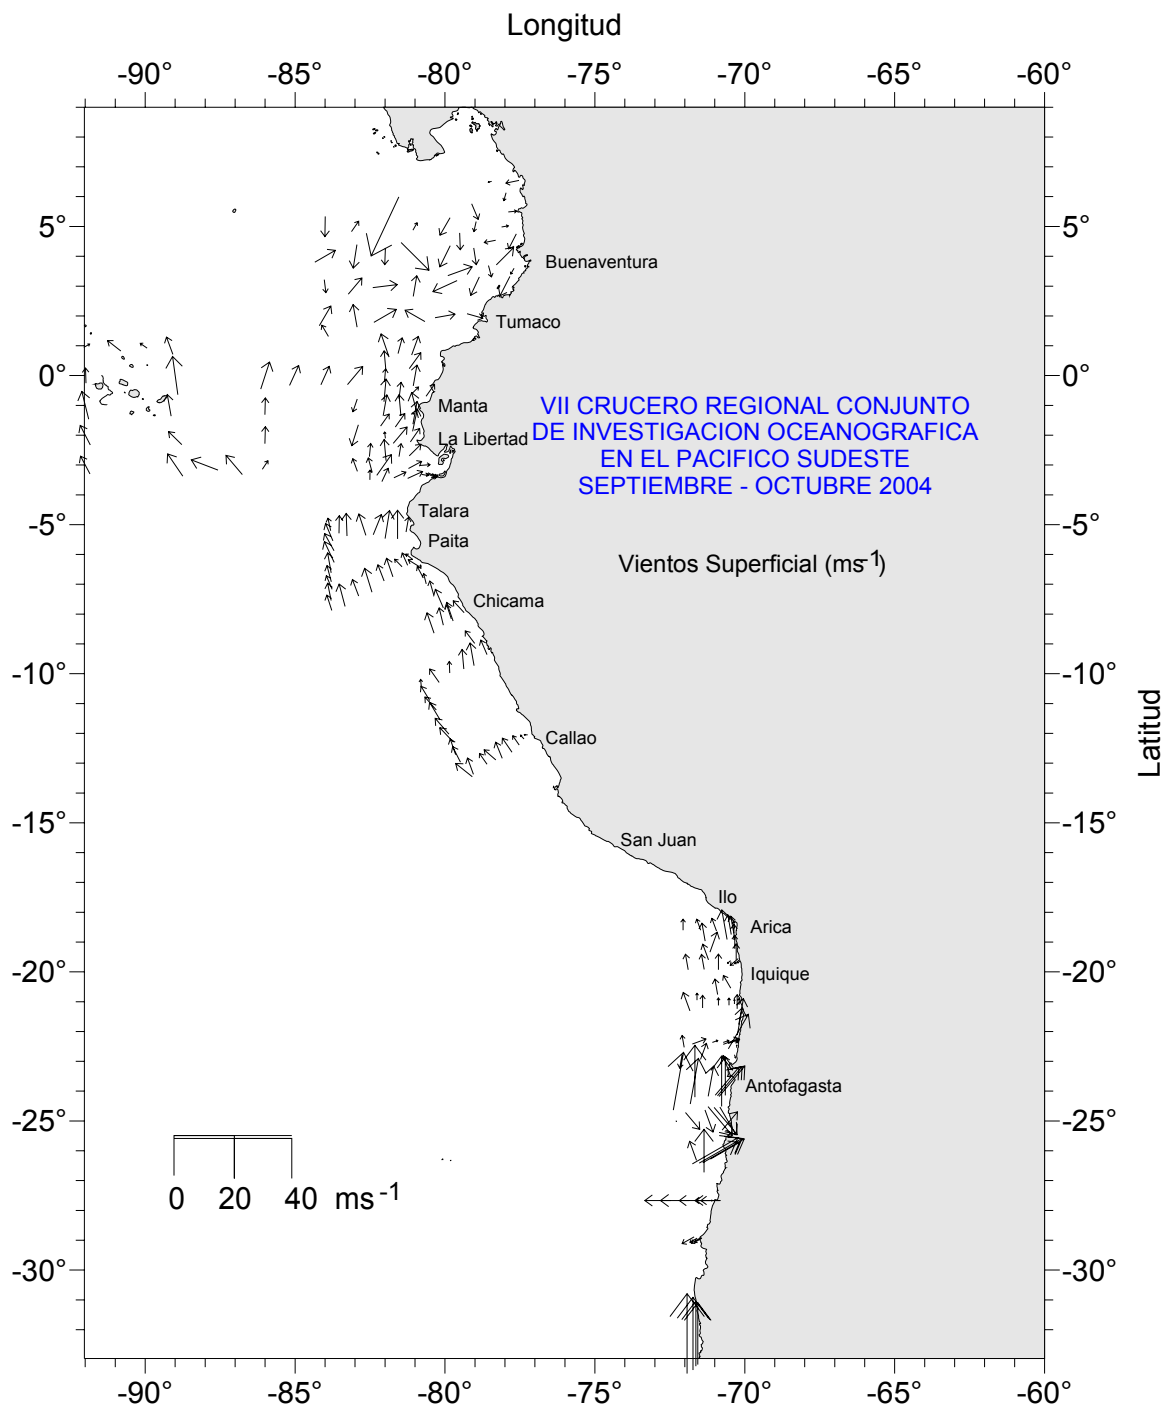 Longitud
-90° -85° -80° -75° -70° -65° -60°
5° 5°
Buenaventura
Tumaco
0° 0°
Manta
La Libertad
VII CRUCERO REGIONAL CONJUNTO
DE INVESTIGACION OCEANOGRAFICA
EN EL PACIFICO SUDESTE
SEPTIEMBRE - OCTUBRE 2004
Talara
-5° -5°
Paita
Vientos Superficial (ms-1)
Chicama
-10° -10°
Callao
Latitud
-15° -15°
San Juan
Ilo
Arica
-20° -20°
Iquique
Antofagasta
-25° -25°
0 20 40 ms-1
-30° -30°
-90° -85° -80° -75° -70° -65° -60°